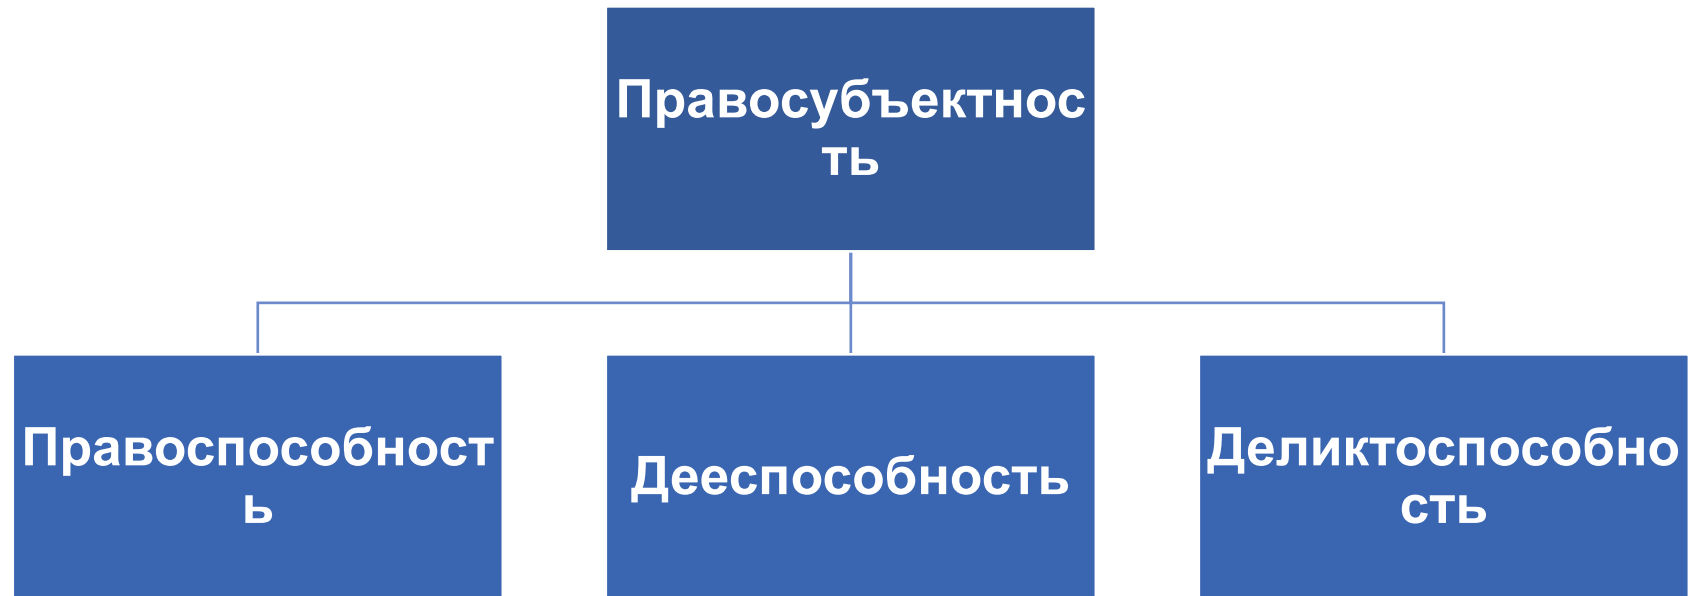 Правосубъектнос
ть
Правоспособност
ь
Дееспособность
Деликтоспособно
сть